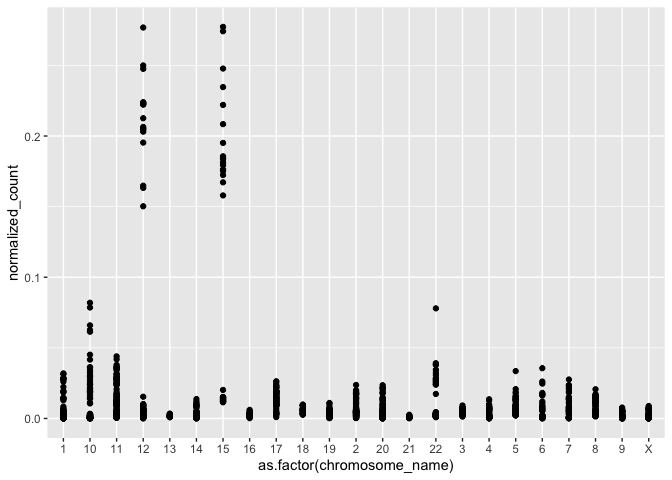 normalized_count
0.2
0.1
0.0
1 10 11 12 13 14 15 16 17 18 19 2 20 21 22 3 4 5 6 7 8 9 X
as.factor(chromosome_name)